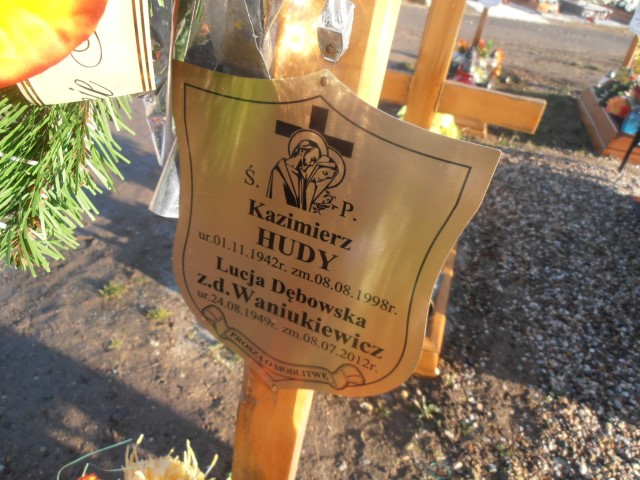 Ś. P.
Kazimierz
HUDY
ur.01.11.1942r. zm.08.08.1998r.
Lucja Dębowska
z.d.Waniukiewicz
ur.24.08.1949r. zm.08.07.2012r.
PROSZĄ O MODLITWĘ